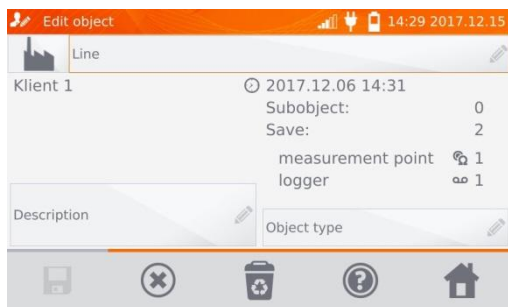 Edit object 14:29 2017.12.15
Line
Klient 1 2017.12.06 14:31
Subobject: 0
Save: 2
measurement point 1
logger 1
Description
Object type